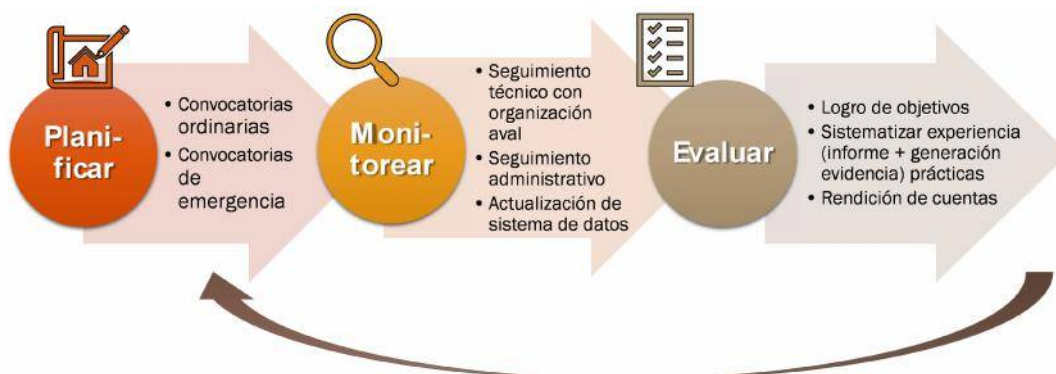 Plani-
ficar
• Convocatorias
ordinarias
• Convocatorias
de
emergencia
Moni-
torear
• Seguimiento
técnico con
organización
aval
• Seguimiento
administrativo
• Actualización de
sistema de datos
Evaluar
• Logro de objetivos
• Sistematizar experiencia
(informe + generación
evidencia) prácticas
• Rendición de cuentas